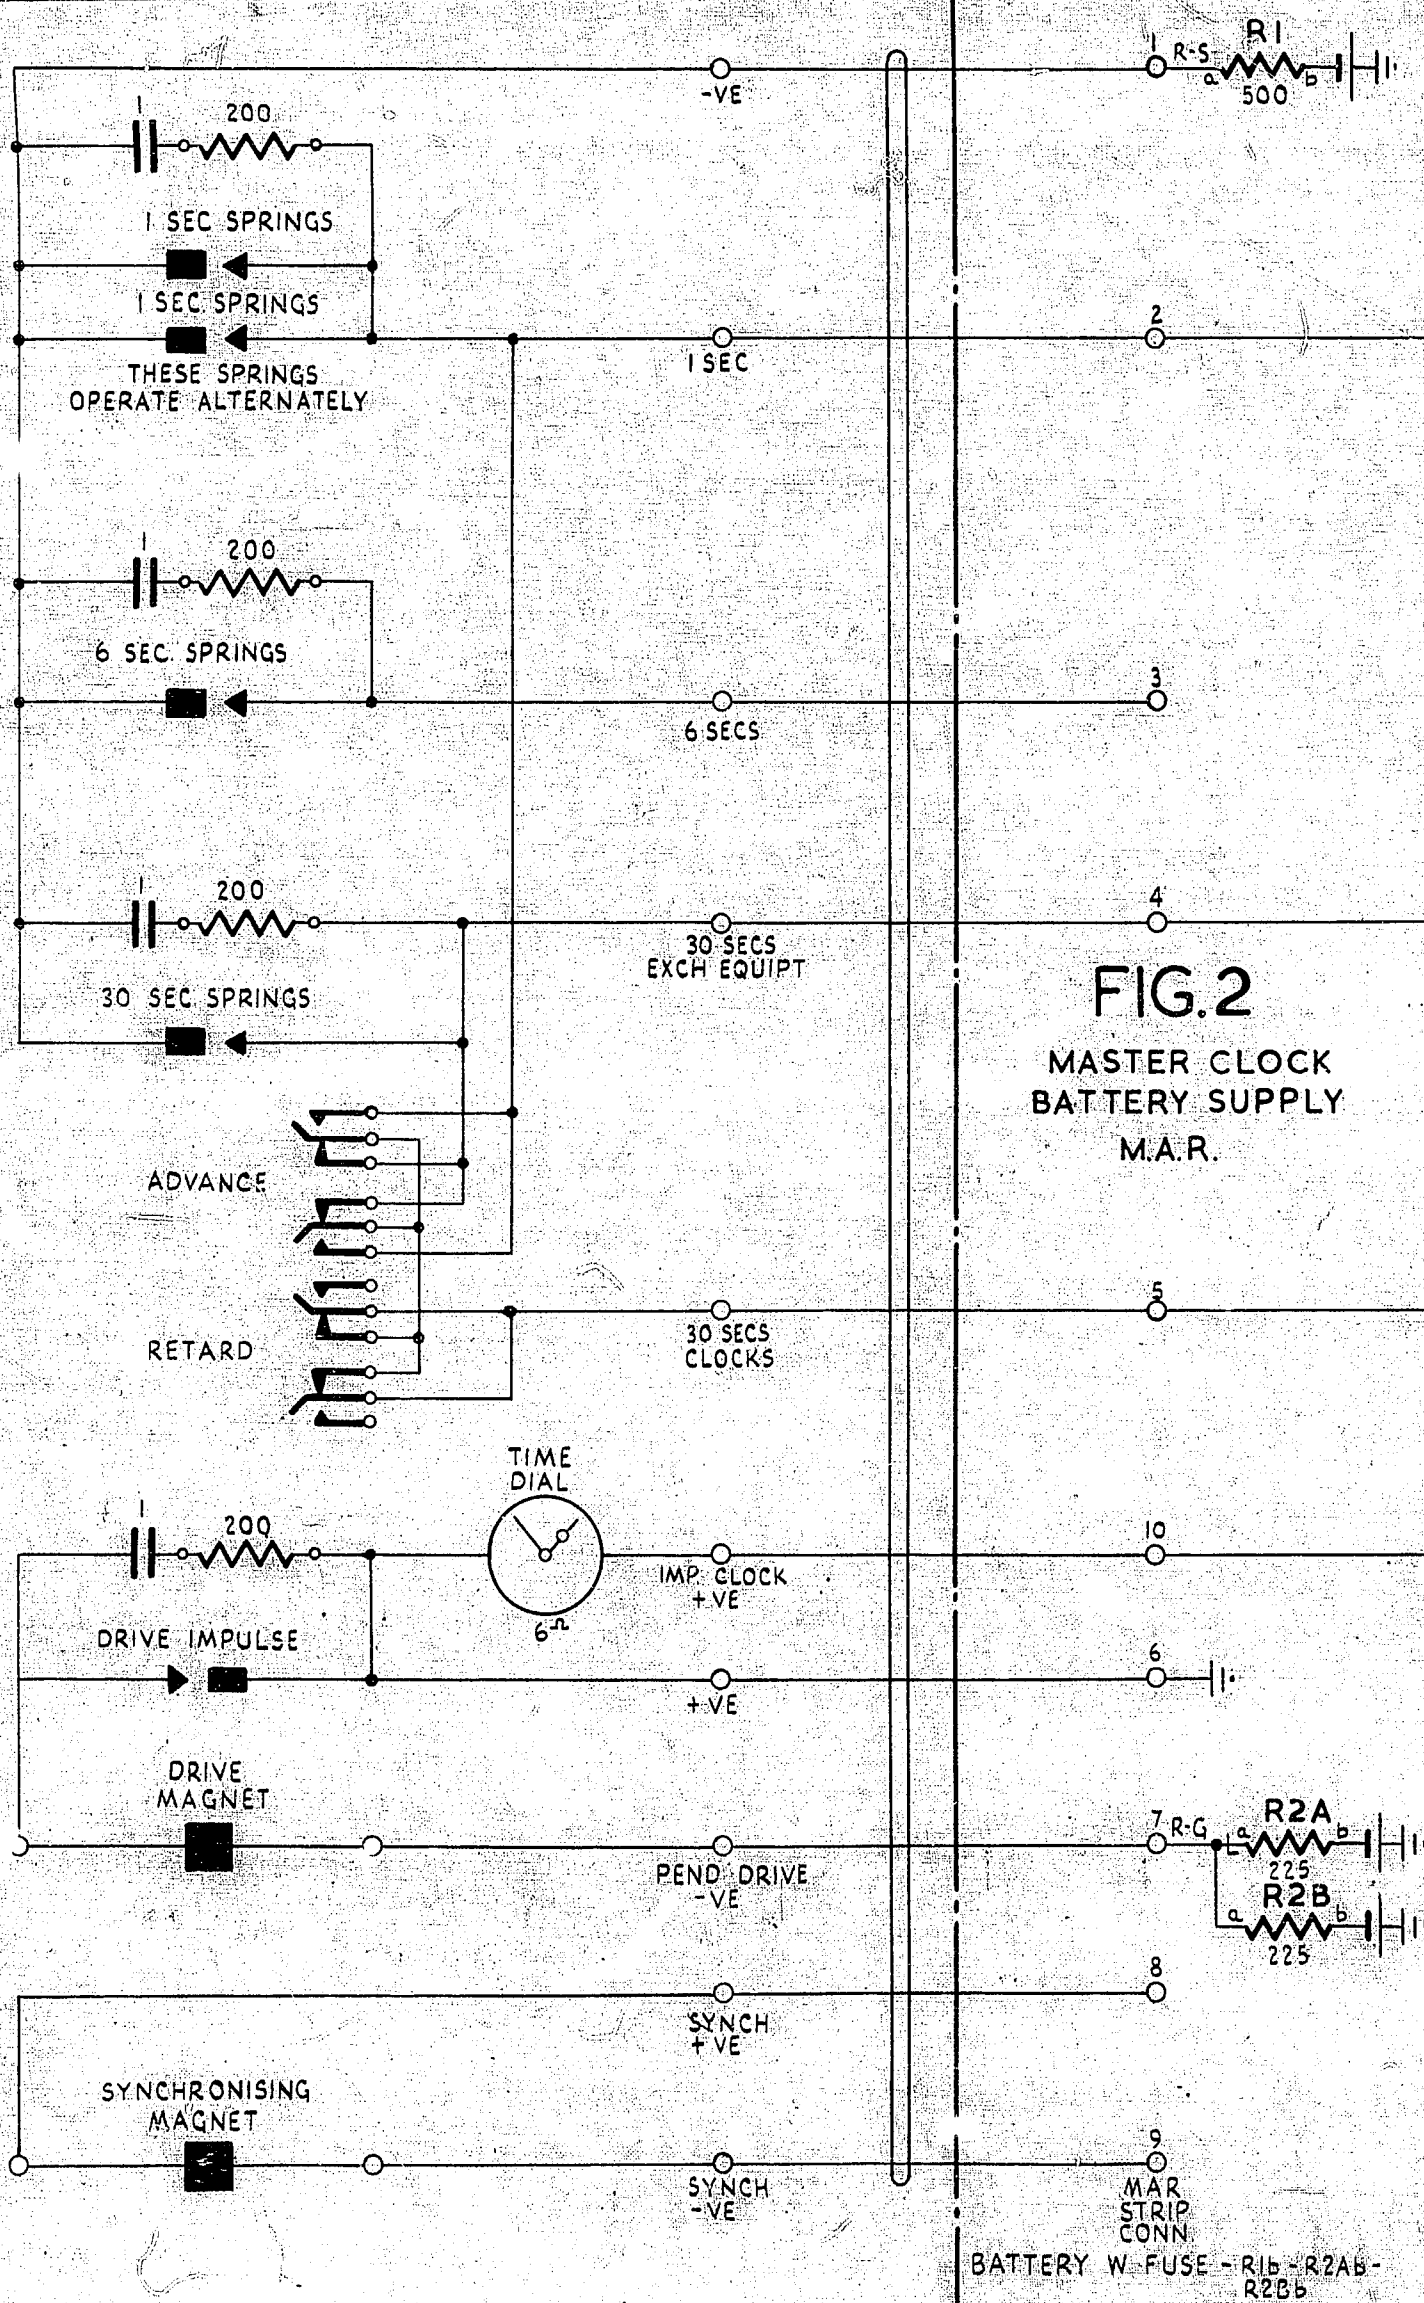 R1
1
R-S
a
b
500
-VE
1
200
1 SEC SPRINGS
1 SEC. SPRINGS
THESE SPRINGS
OPERATE ALTERNATELY
1 SEC
2
1
200
6 SEC. SPRINGS
6 SECS
3
1
200
30 SEC SPRINGS
30 SECS
EXCH EQUIPT
4
FIG.2
MASTER CLOCK
BATTERY SUPPLY
M.A.R.
ADVANCE
RETARD
30 SECS
CLOCKS
5
TIME
DIAL
1
200
6Ω
IMP. CLOCK
+VE
10
DRIVE IMPULSE
+VE
6
DRIVE
MAGNET
PEND DRIVE
-VE
7
R-G
R2A
a
b
225
R2B
a
b
225
SYNCH
+VE
8
SYNCHRONISING
MAGNET
SYNCH
-VE
9
MAR
STRIP
CONN.
BATTERY W FUSE - R1b - R2Ab -
R2Bb